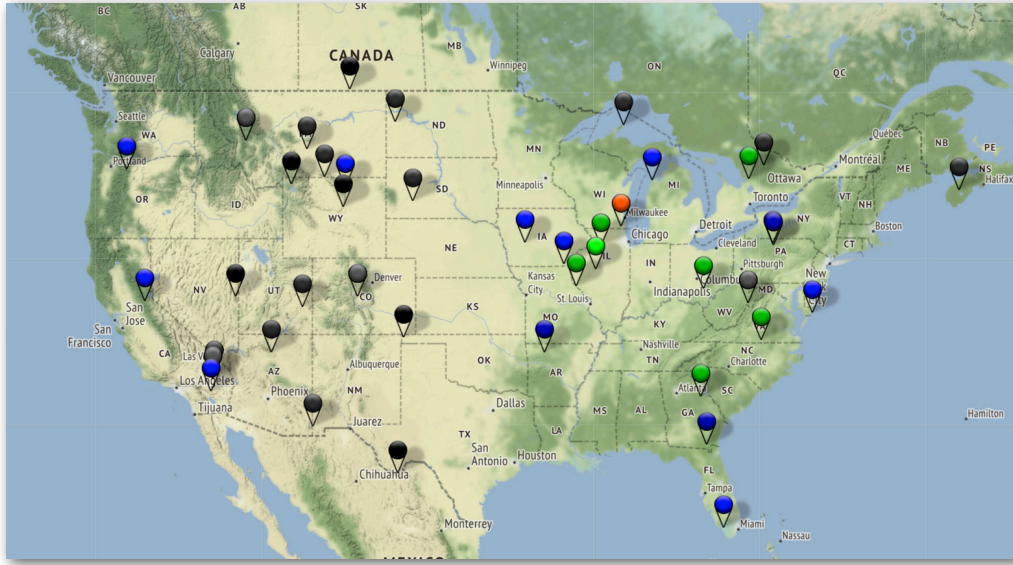 BC
AB
SK
CANADA
MB
ON
QC
Calgary
Winnipeg
Vancouver
Seattle
WA
Portland
ND
MN
Québec
NB
PE
NS
Halifax
Montréal
Ottawa
ME
OR
ID
WY
SD
Minneapolis
WI
MI
Toronto
VT
NH
NY
Boston
CT
Milwaukee
Detroit
Chicago
Cleveland
IA
IL
IN
PA
Pittsburgh
New
City
NE
NV
UT
Denver
CO
Kansas
City
St. Louis
Indianapolis
MD
WV
San
Jose
San
Francisco
KS
MO
KY
CA
AZ
NM
Albuquerque
OK
AR
Nashville
TN
NC
Charlotte
SC
Los Angeles
Phoenix
Tijuana
Juarez
Dallas
Atlanta
MS
AL
GA
LA
TX
San
Antonio
Houston
Hamilton
Chihuahua
FL
Tampa
Monterrey
Miami
Nassau
MEXICO